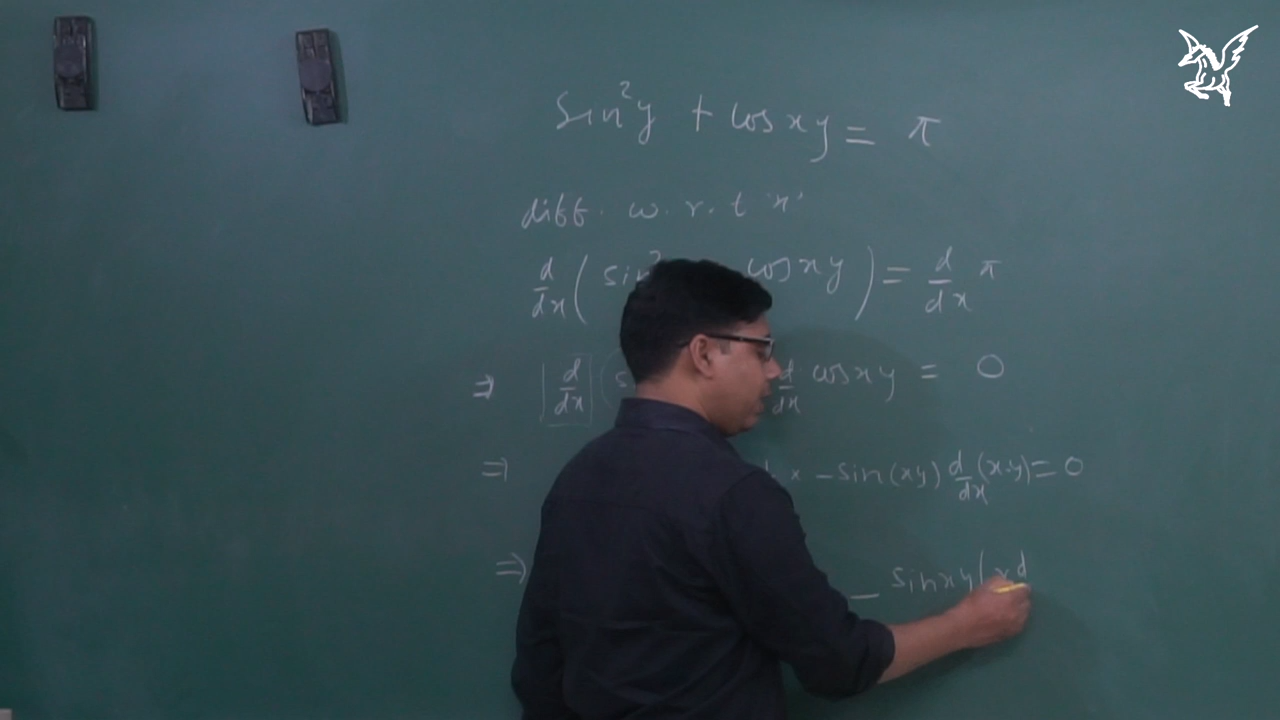 sin²y + cos xy = π
diff. w.r.t 'x'
d/dx( sin² cos xy ) = d/dx π
⇒ d/dx ( d/dx cos xy = 0
⇒ × - sin(xy) d/dx (x.y) = 0
⇒ - sin xy ( x d